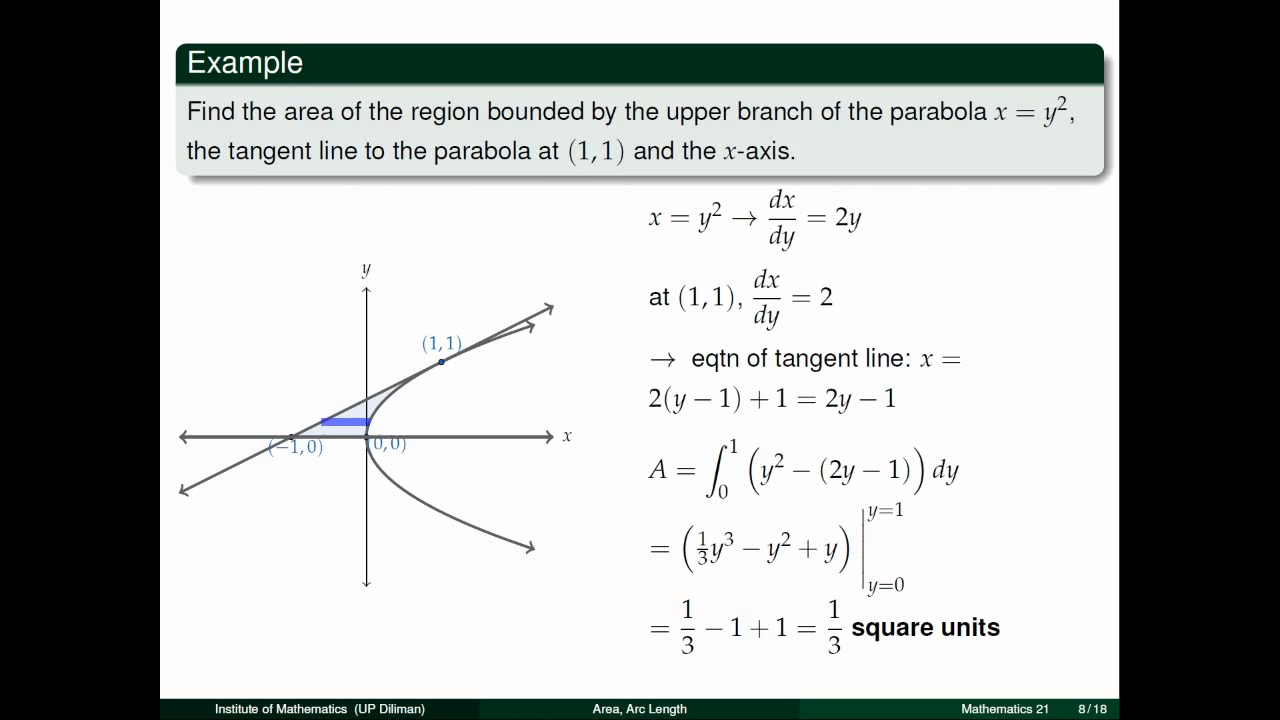 Example
Find the area of the region bounded by the upper branch of the parabola x = y²,
the tangent line to the parabola at (1, 1) and the x-axis.
y
(1, 1)
(−1, 0)
(0, 0)
x
x = y² → dx/dy = 2y
at (1, 1), dx/dy = 2
→ eqtn of tangent line: x =
2(y − 1) + 1 = 2y − 1
A = ∫₀¹ (y² − (2y − 1)) dy
= (1/3 y³ − y² + y) |_{y=0}^{y=1}
= 1/3 − 1 + 1 = 1/3 square units
Institute of Mathematics (UP Diliman) Area, Arc Length Mathematics 21 8 / 18